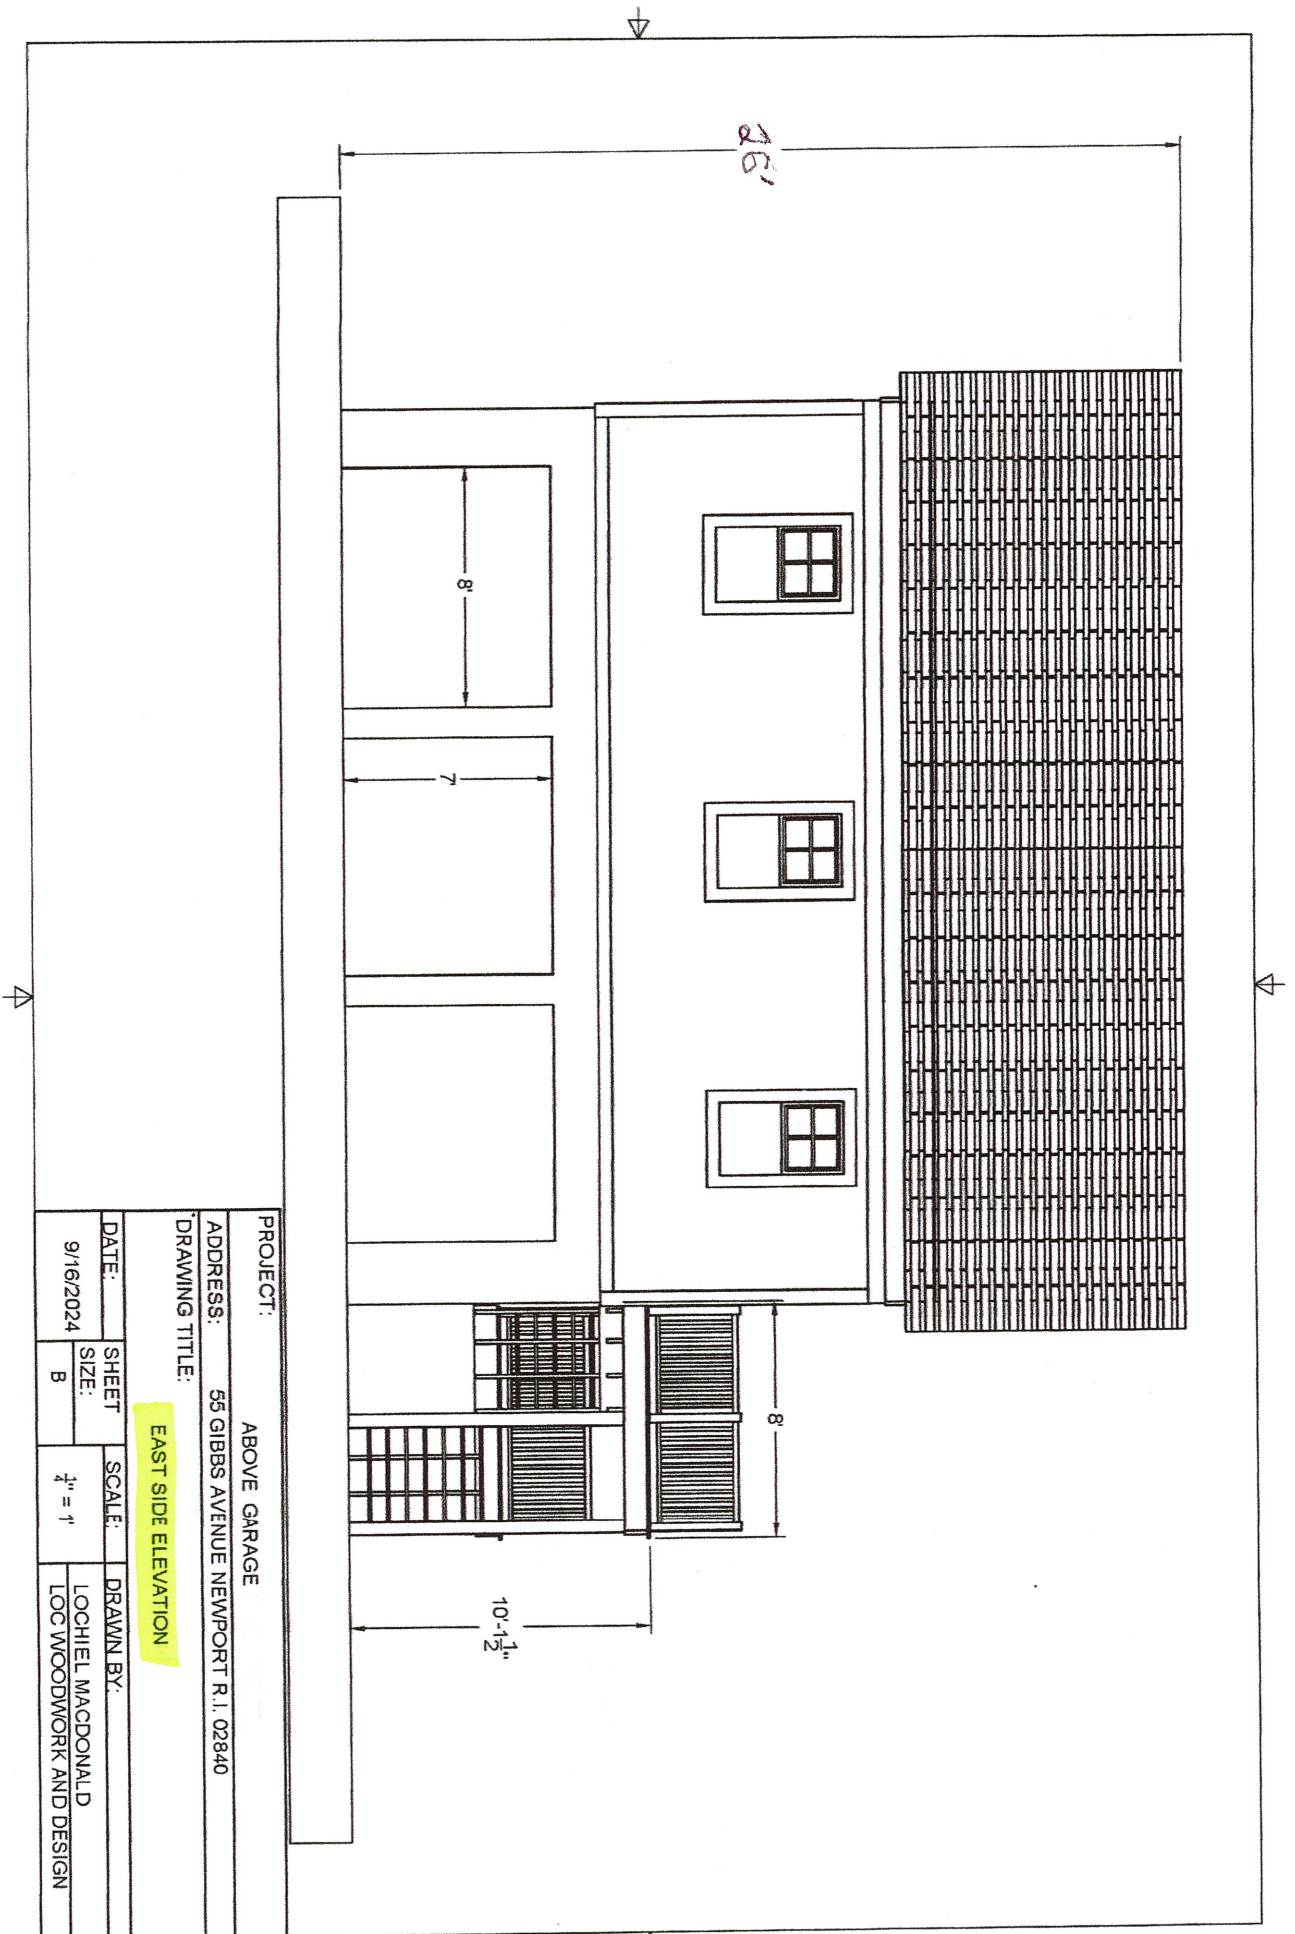 26'
8'
7'
8'
10'-1 1/2"
PROJECT:
ABOVE GARAGE
ADDRESS: 55 GIBBS AVENUE NEWPORT R.I. 02840
DRAWING TITLE:
EAST SIDE ELEVATION
DATE:
9/16/2024
SHEET
SIZE:
B
SCALE:
1/4" = 1'
DRAWN BY:
LOCHIEL MACDONALD
LOC WOODWORK AND DESIGN